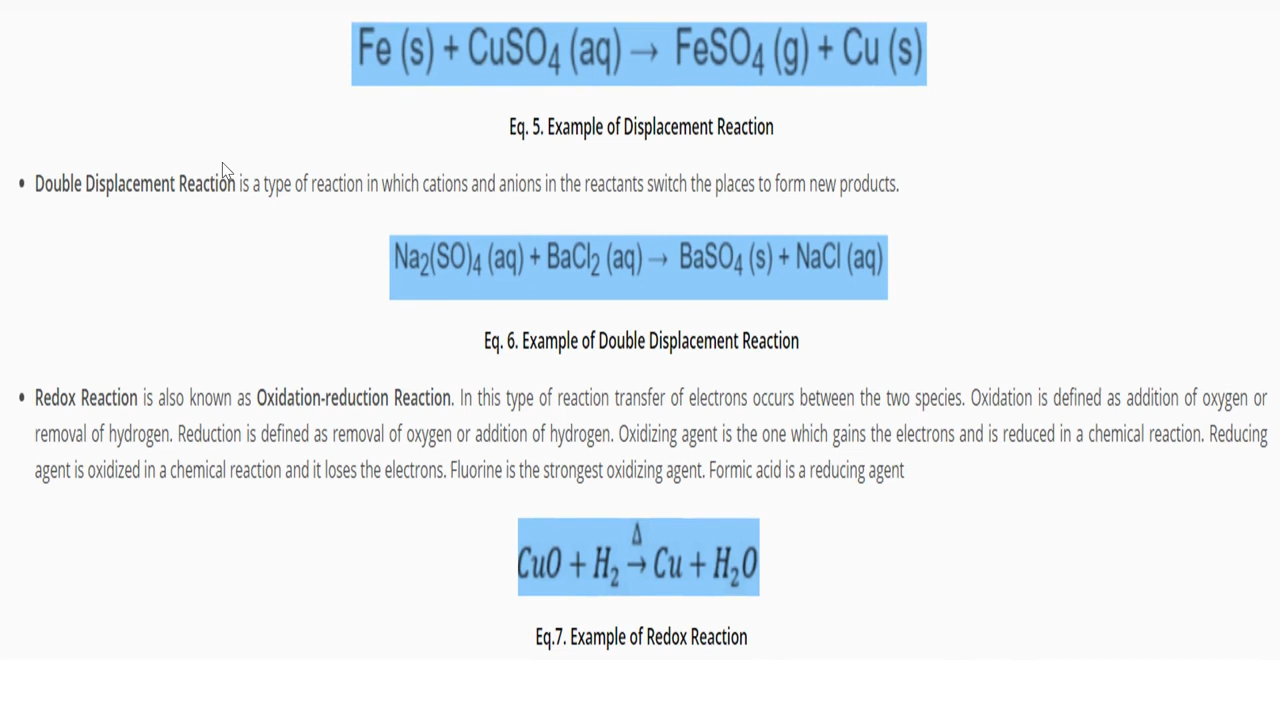 Fe (s) + CuSO₄ (aq) → FeSO₄ (g) + Cu (s)
Eq. 5. Example of Displacement Reaction
• Double Displacement Reaction is a type of reaction in which cations and anions in the reactants switch the places to form new products.
Na₂(SO)₄ (aq) + BaCl₂ (aq) → BaSO₄ (s) + NaCl (aq)
Eq. 6. Example of Double Displacement Reaction
• Redox Reaction is also known as Oxidation-reduction Reaction. In this type of reaction transfer of electrons occurs between the two species. Oxidation is defined as addition of oxygen or
removal of hydrogen. Reduction is defined as removal of oxygen or addition of hydrogen. Oxidizing agent is the one which gains the electrons and is reduced in a chemical reaction. Reducing
agent is oxidized in a chemical reaction and it loses the electrons. Fluorine is the strongest oxidizing agent. Formic acid is a reducing agent
Δ
CuO + H₂ → Cu + H₂O
Eq.7. Example of Redox Reaction